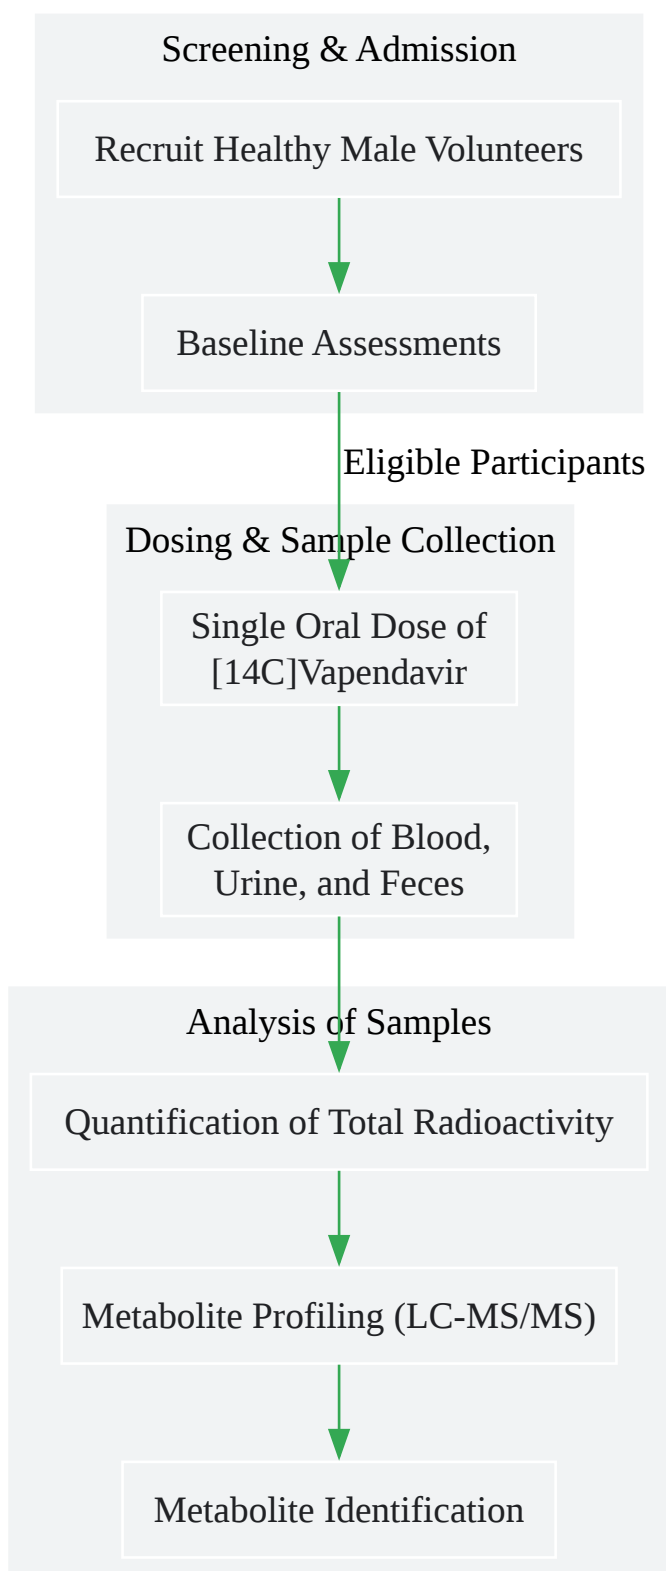 Screening & Admission
Recruit Healthy Male Volunteers
Baseline Assessments
Eligible Participants
Dosing & Sample Collection
Single Oral Dose of
[14C]Vapendavir
Collection of Blood,
Urine, and Feces
Analysis of Samples
Quantification of Total Radioactivity
Metabolite Profiling (LC-MS/MS)
Metabolite Identification